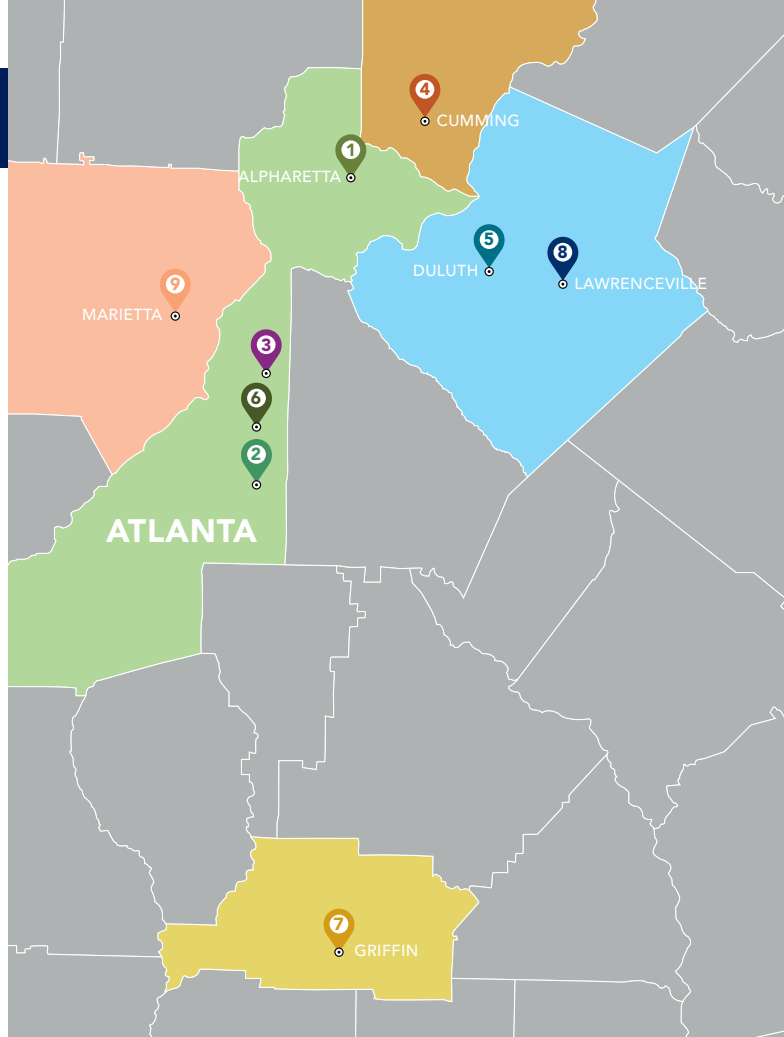 4
CUMMING
1
ALPHARETTA
5
DULUTH
8
LAWRENCEVILLE
9
MARIETTA
3
6
2
ATLANTA
7
GRIFFIN